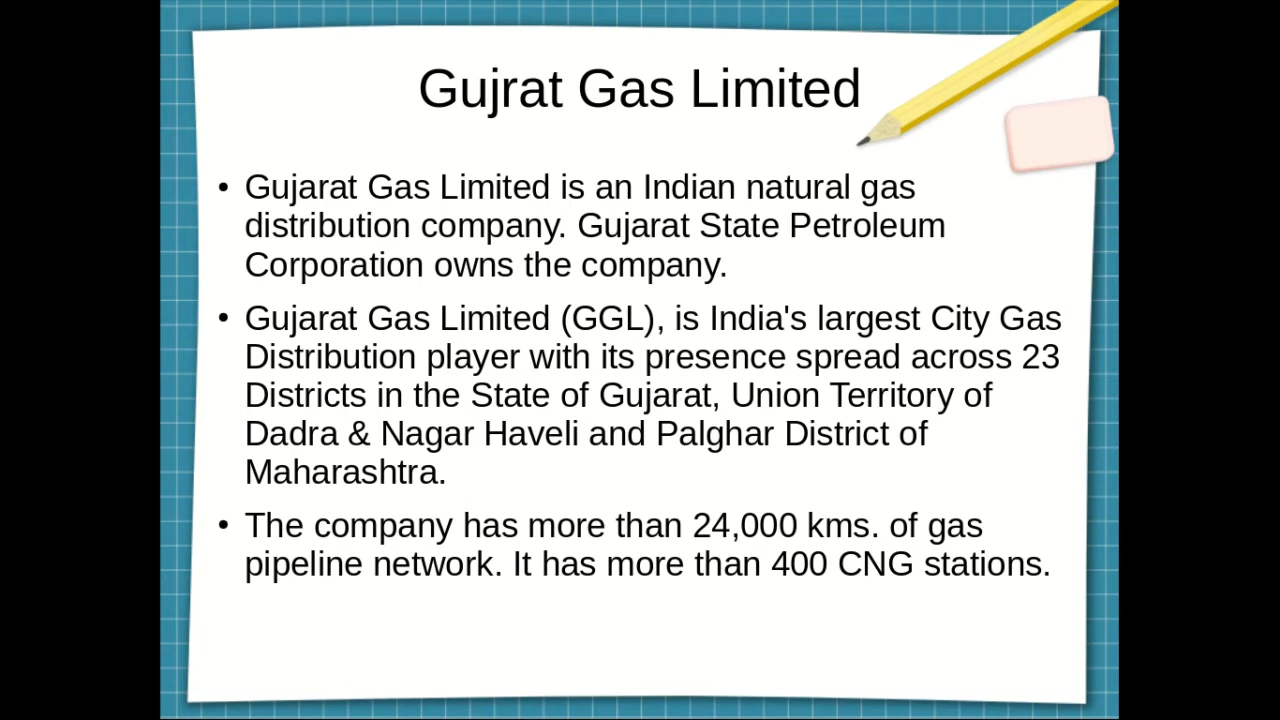 Gujrat Gas Limited
• Gujarat Gas Limited is an Indian natural gas
distribution company. Gujarat State Petroleum
Corporation owns the company.
• Gujarat Gas Limited (GGL), is India's largest City Gas
Distribution player with its presence spread across 23
Districts in the State of Gujarat, Union Territory of
Dadra & Nagar Haveli and Palghar District of
Maharashtra.
• The company has more than 24,000 kms. of gas
pipeline network. It has more than 400 CNG stations.